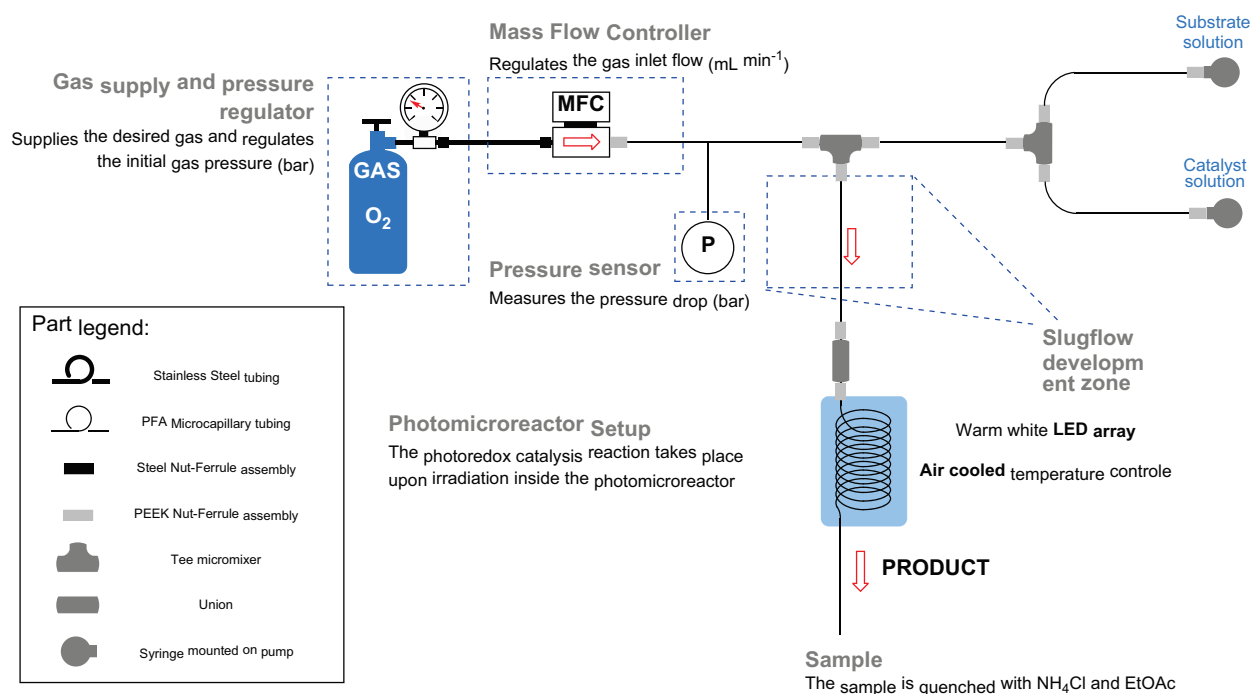 Mass Flow Controller
Regulates the gas inlet flow (mL min-1)
Substrate
solution
Gas supply and pressure
regulator
Supplies the desired gas and regulates
the initial gas pressure (bar)
MFC
GAS
O2
Catalyst
solution
P
Pressure sensor
Measures the pressure drop (bar)
Part legend:
Stainless Steel tubing
PFA Microcapillary tubing
Steel Nut-Ferrule assembly
PEEK Nut-Ferrule assembly
Tee micromixer
Union
Syringe mounted on pump
Slugflow
developm
ent zone
Photomicroreactor Setup
The photoredox catalysis reaction takes place
upon irradiation inside the photomicroreactor
Warm white LED array
Air cooled temperature controle
PRODUCT
Sample
The sample is quenched with NH4Cl and EtOAc